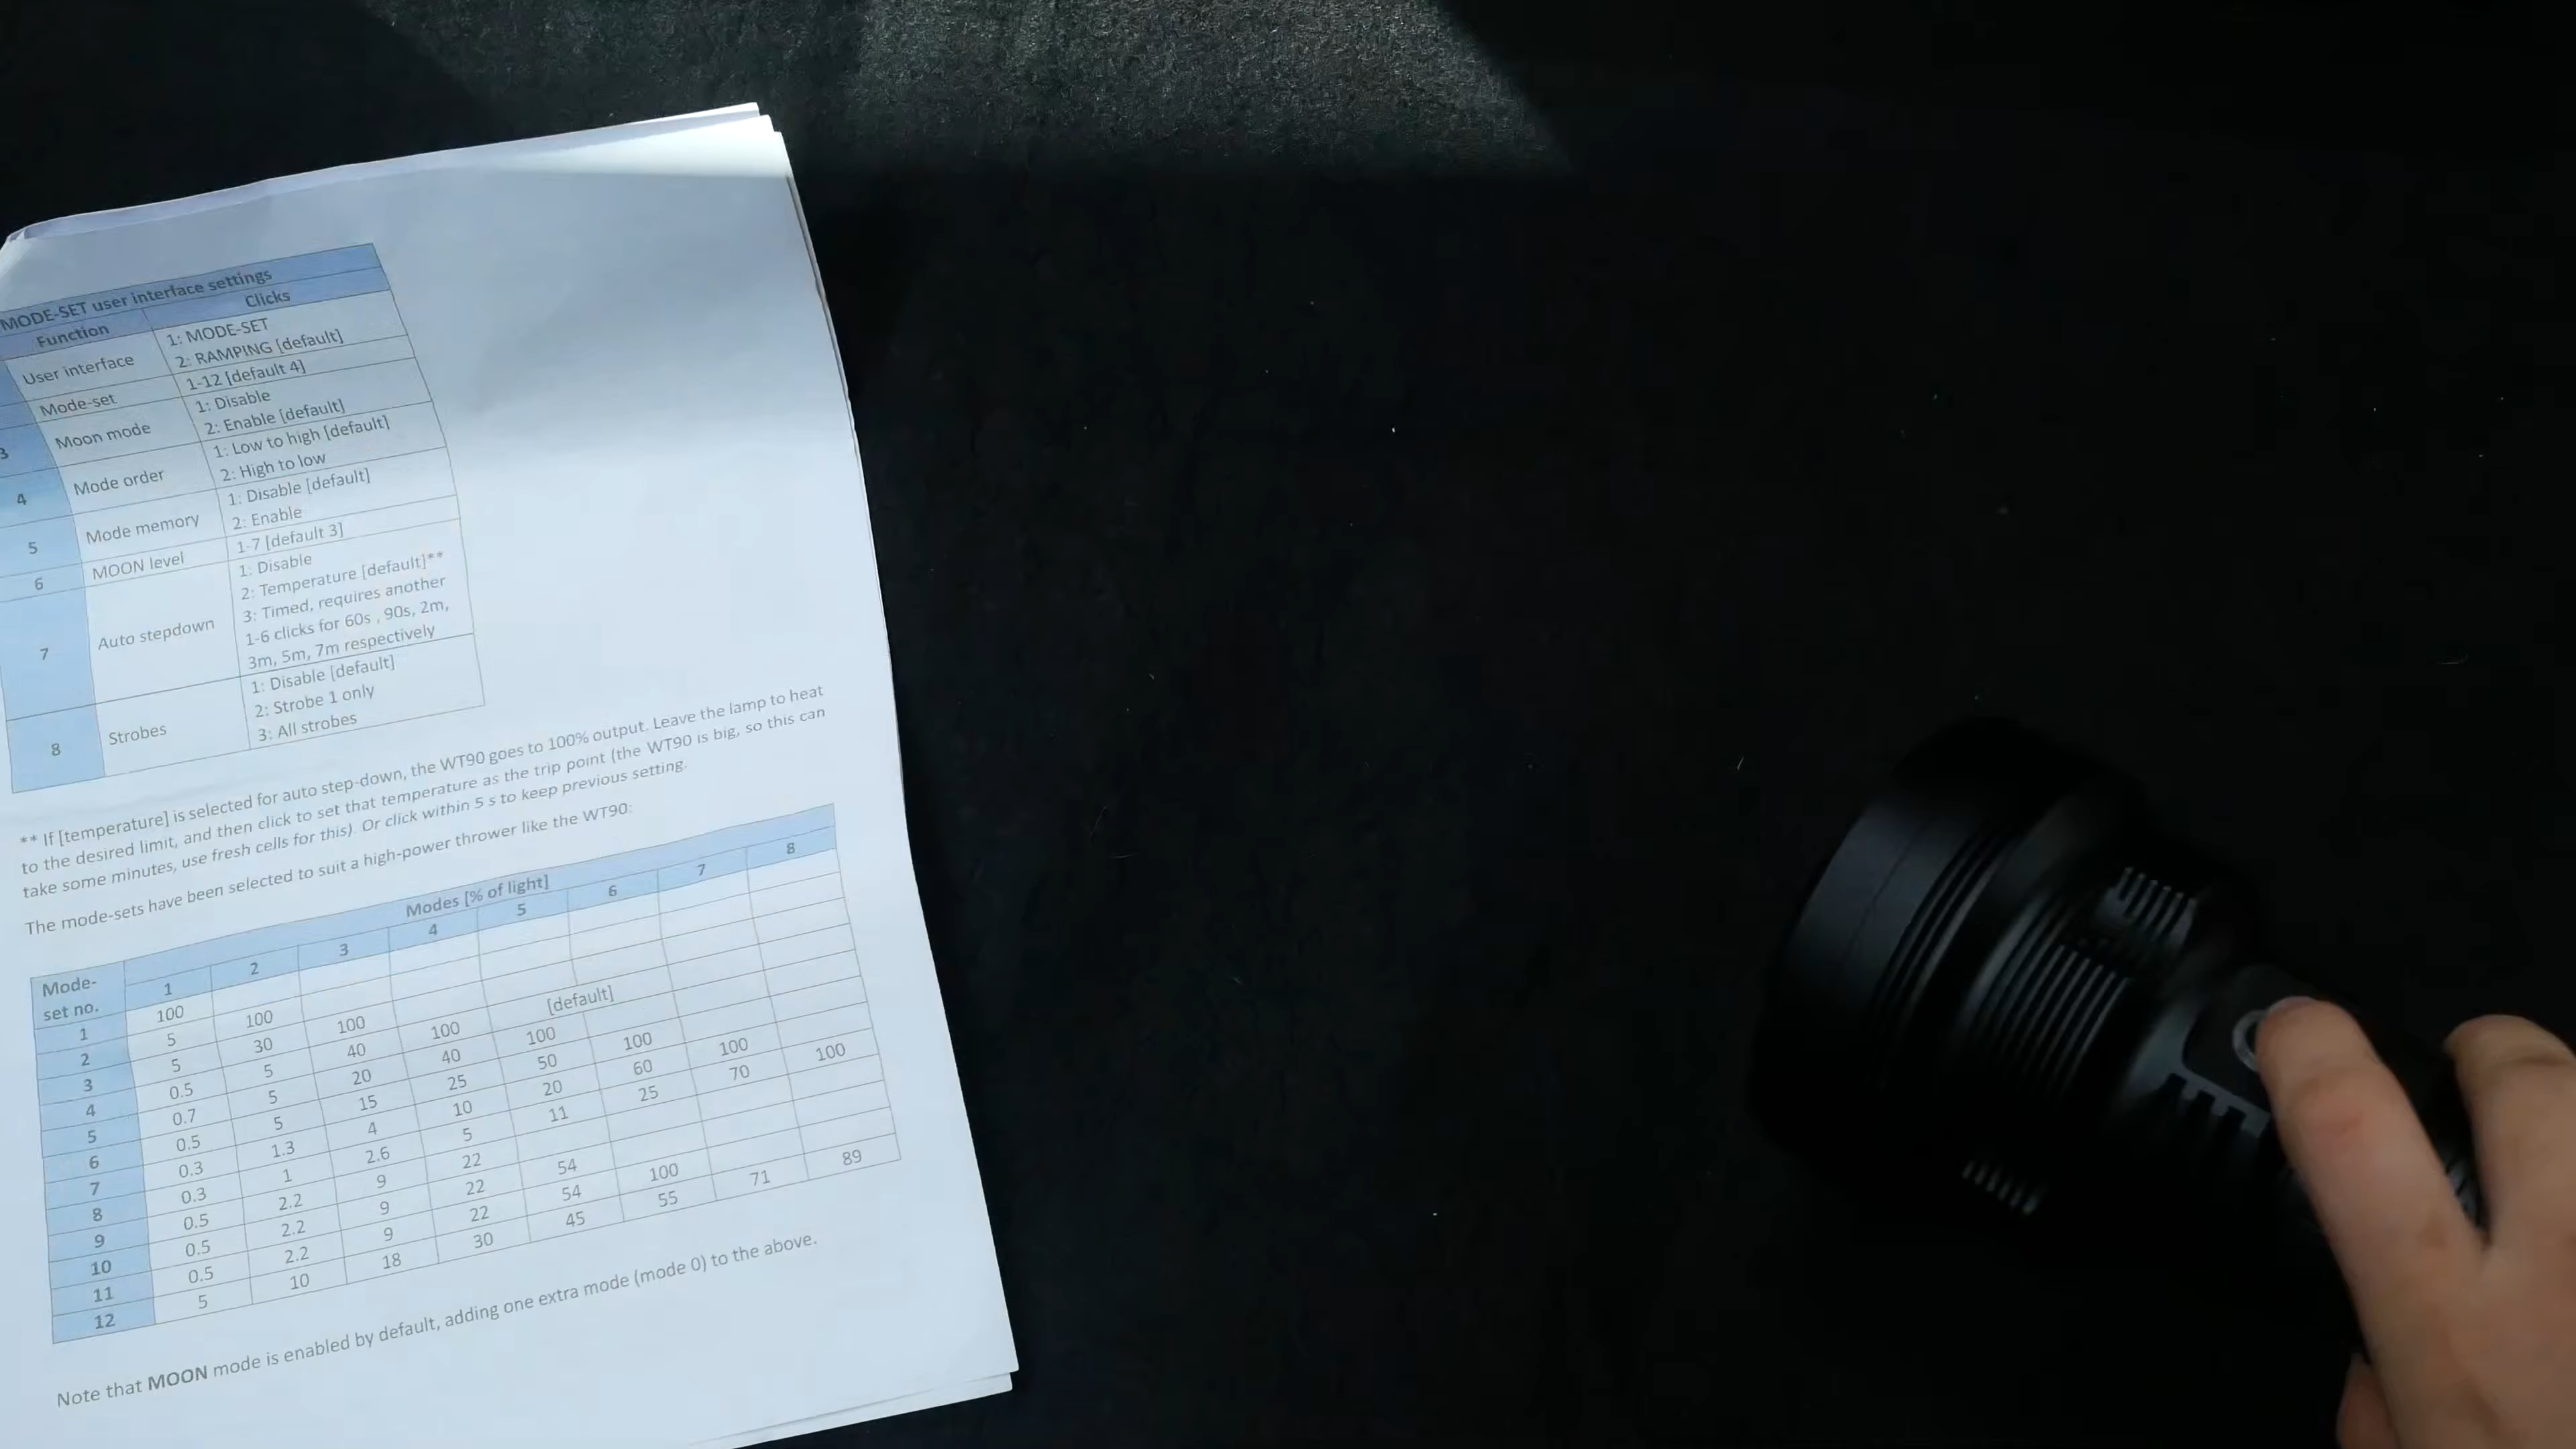 MODE-SET user interface settings
Function Clicks
User interface 1: MODE-SET
2: RAMPING [default]
Mode-set 1-12 [default 4]
3 Moon mode 1: Disable
2: Enable [default]
4 Mode order 1: Low to high [default]
2: High to low
5 Mode memory 1: Disable [default]
2: Enable
6 MOON level 1-7 [default 3]
7 Auto stepdown 1: Disable
2: Temperature [default]**
3: Timed, requires another
1-6 clicks for 60s , 90s, 2m,
3m, 5m, 7m respectively
8 Strobes 1: Disable [default]
2: Strobe 1 only
3: All strobes
** If [temperature] is selected for auto step-down, the WT90 goes to 100% output. Leave the lamp to heat
to the desired limit, and then click to set that temperature as the trip point (the WT90 is big, so this can
take some minutes, use fresh cells for this). Or click within 5 s to keep previous setting.
The mode-sets have been selected to suit a high-power thrower like the WT90:
Mode-set no. Modes [% of light]
1 2 3 4 5 6 7 8
1 100
2 5 100
3 5 30 100
4 0.5 5 40 100 [default]
5 0.7 5 20 40 100
6 0.5 5 15 25 50 100
7 0.3 1.3 4 10 20 60 100
8 0.3 1 2.6 5 11 25 70 100
9 0.5 2.2 9 22
10 0.5 2.2 9 22 54
11 0.5 2.2 9 22 54 100
12 5 10 18 30 45 55 71 89
Note that MOON mode is enabled by default, adding one extra mode (mode 0) to the above.